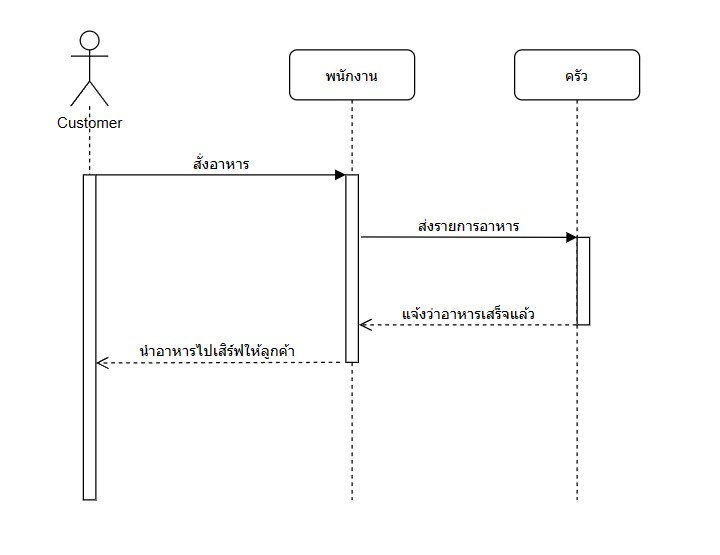 พนักงาน
ครัว
Customer
สั่งอาหาร
ส่งรายการอาหาร
แจ้งว่าอาหารเสร็จแล้ว
นำอาหารไปเสิร์ฟให้ลูกค้า